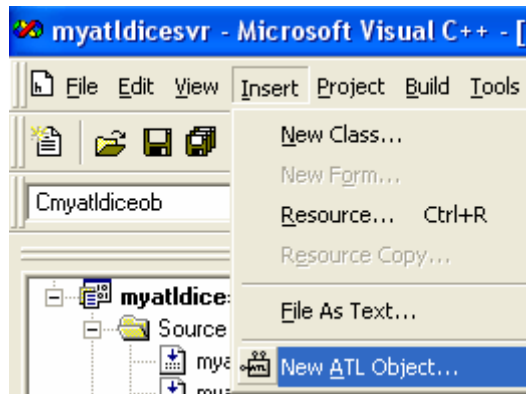 myatldicesvr - Microsoft Visual C++ - [
File Edit View Insert Project Build Tools
New Class...
New Form...
Cmyatldiceob
Resource... Ctrl+R
Resource Copy...
myatldice
File As Text...
Source
mya
New ATL Object...